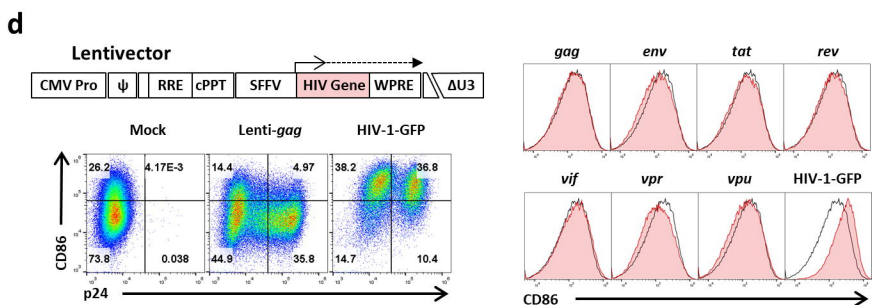 d
Lentivector
CMV Pro ψ RRE cPPT SFFV HIV Gene WPRE ΔU3
Mock Lenti-gag HIV-1-GFP
26.2 4.17E-3 14.4 4.97 38.2 36.8
73.8 0.038 44.9 35.8 14.7 10.4
CD86
p24
gag env tat rev
vif vpr vpu HIV-1-GFP
CD86